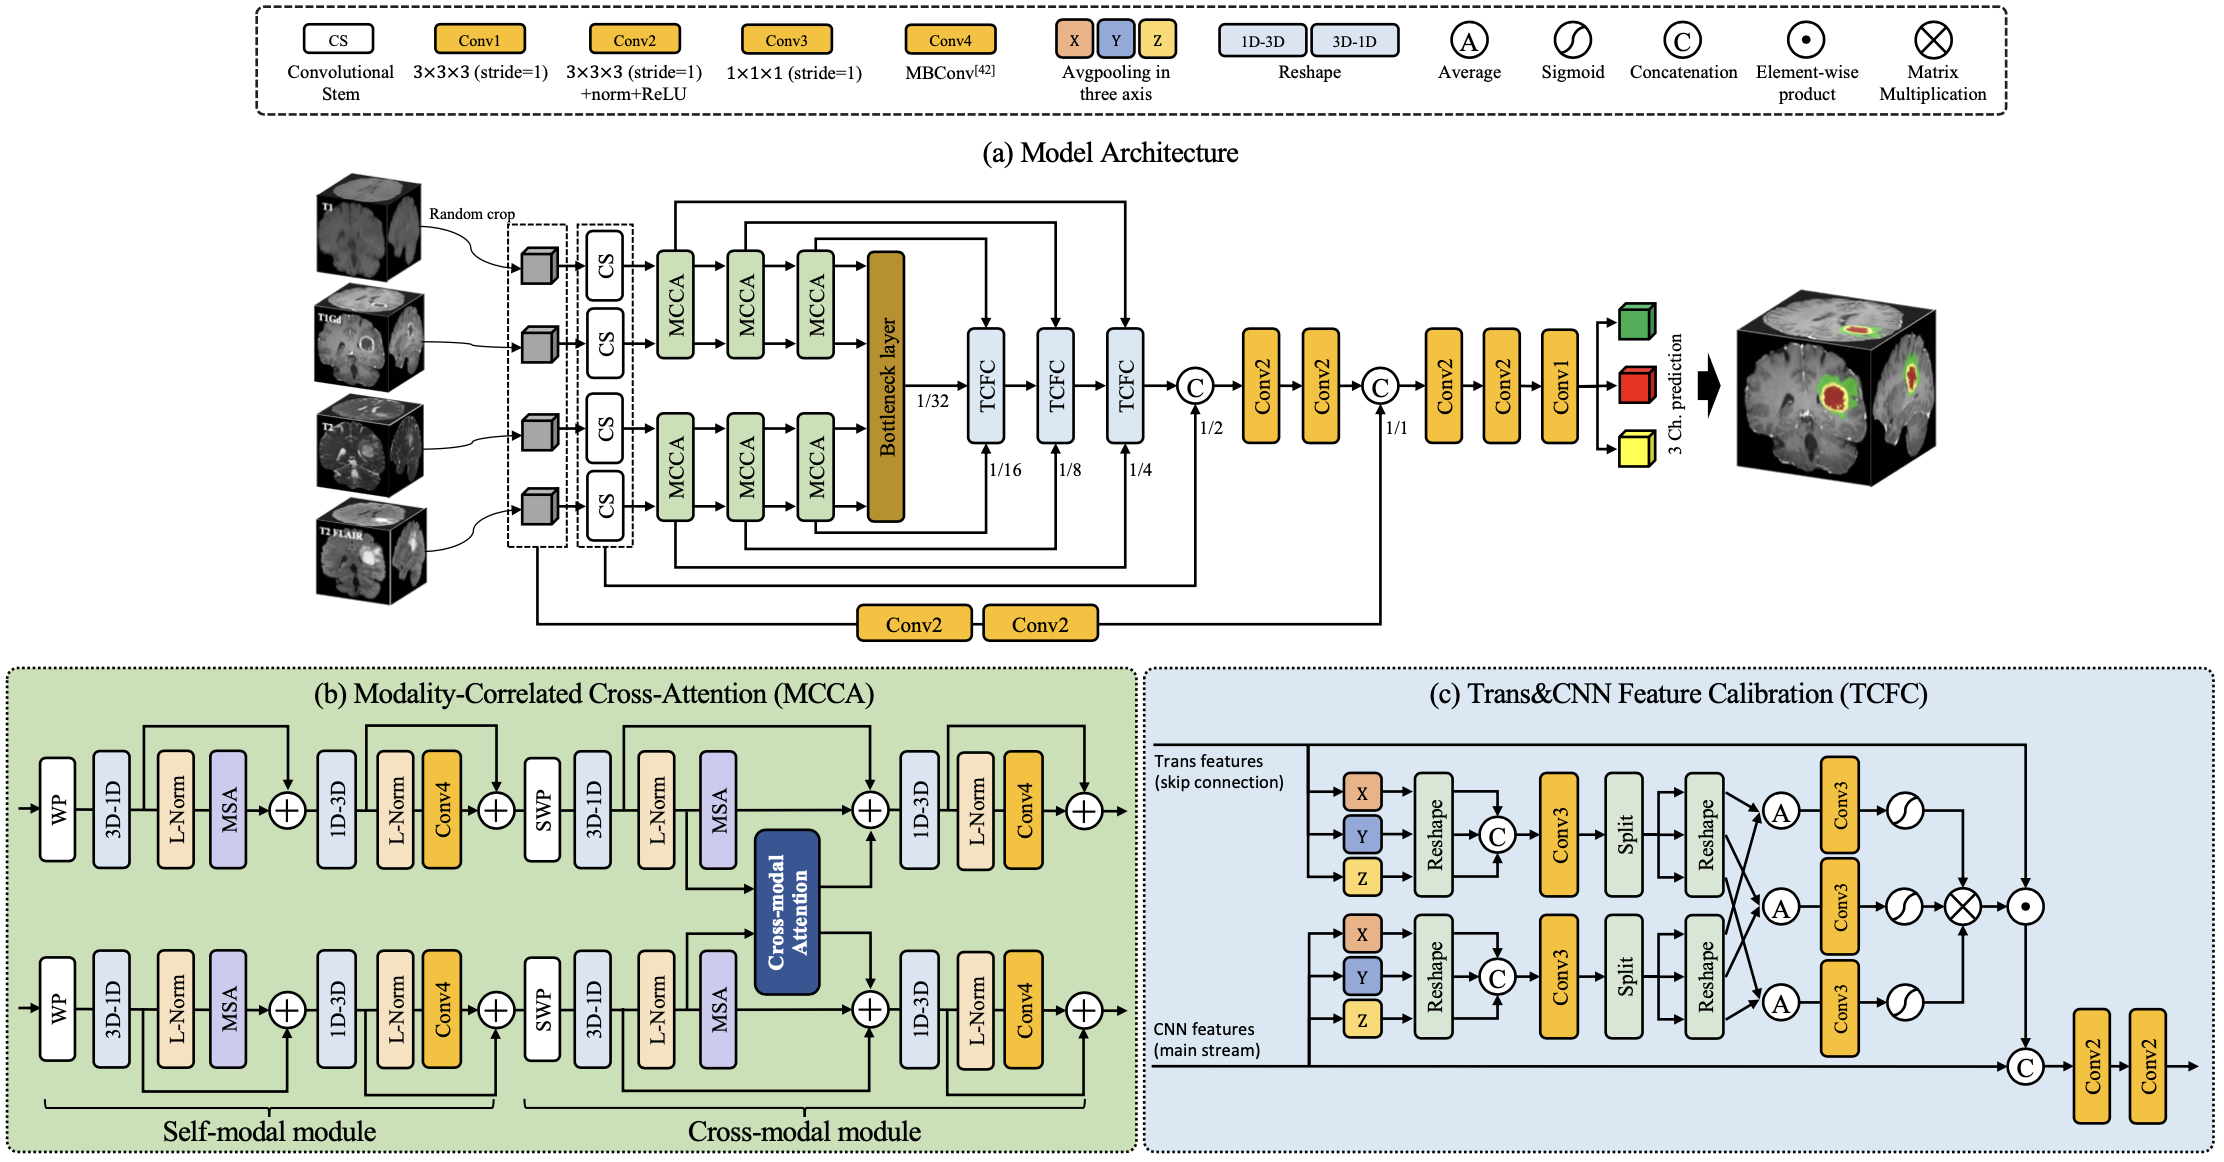 CS
Conv1
Conv2
Conv3
Conv4
X
Y
Z
1D-3D
3D-1D
A
C
Convolutional
Stem
3×3×3 (stride=1)
3×3×3 (stride=1)
+norm+ReLU
1×1×1 (stride=1)
MBConv[42]
Avgpooling in
three axis
Reshape
Average
Sigmoid
Concatenation
Element-wise
product
Matrix
Multiplication
(a) Model Architecture
T1
Random crop
T1Gd
T2
T2 FLAIR
CS
CS
CS
CS
MCCA
MCCA
MCCA
MCCA
MCCA
MCCA
Bottleneck layer
1/32
TCFC
TCFC
TCFC
1/16
1/8
1/4
C
1/2
Conv2
Conv2
C
1/1
Conv2
Conv2
Conv1
3 Ch. prediction
Conv2
Conv2
(b) Modality-Correlated Cross-Attention (MCCA)
WP
3D-1D
L-Norm
MSA
1D-3D
L-Norm
Conv4
SWP
3D-1D
L-Norm
MSA
1D-3D
L-Norm
Conv4
Cross-modal
Attention
WP
3D-1D
L-Norm
MSA
1D-3D
L-Norm
Conv4
SWP
3D-1D
L-Norm
MSA
1D-3D
L-Norm
Conv4
Self-modal module
Cross-modal module
(c) Trans&CNN Feature Calibration (TCFC)
Trans features
(skip connection)
X
Y
Z
Reshape
C
Conv3
Split
Reshape
A
Conv3
A
Conv3
A
Conv3
X
Y
Z
Reshape
C
Conv3
Split
Reshape
CNN features
(main stream)
C
Conv2
Conv2